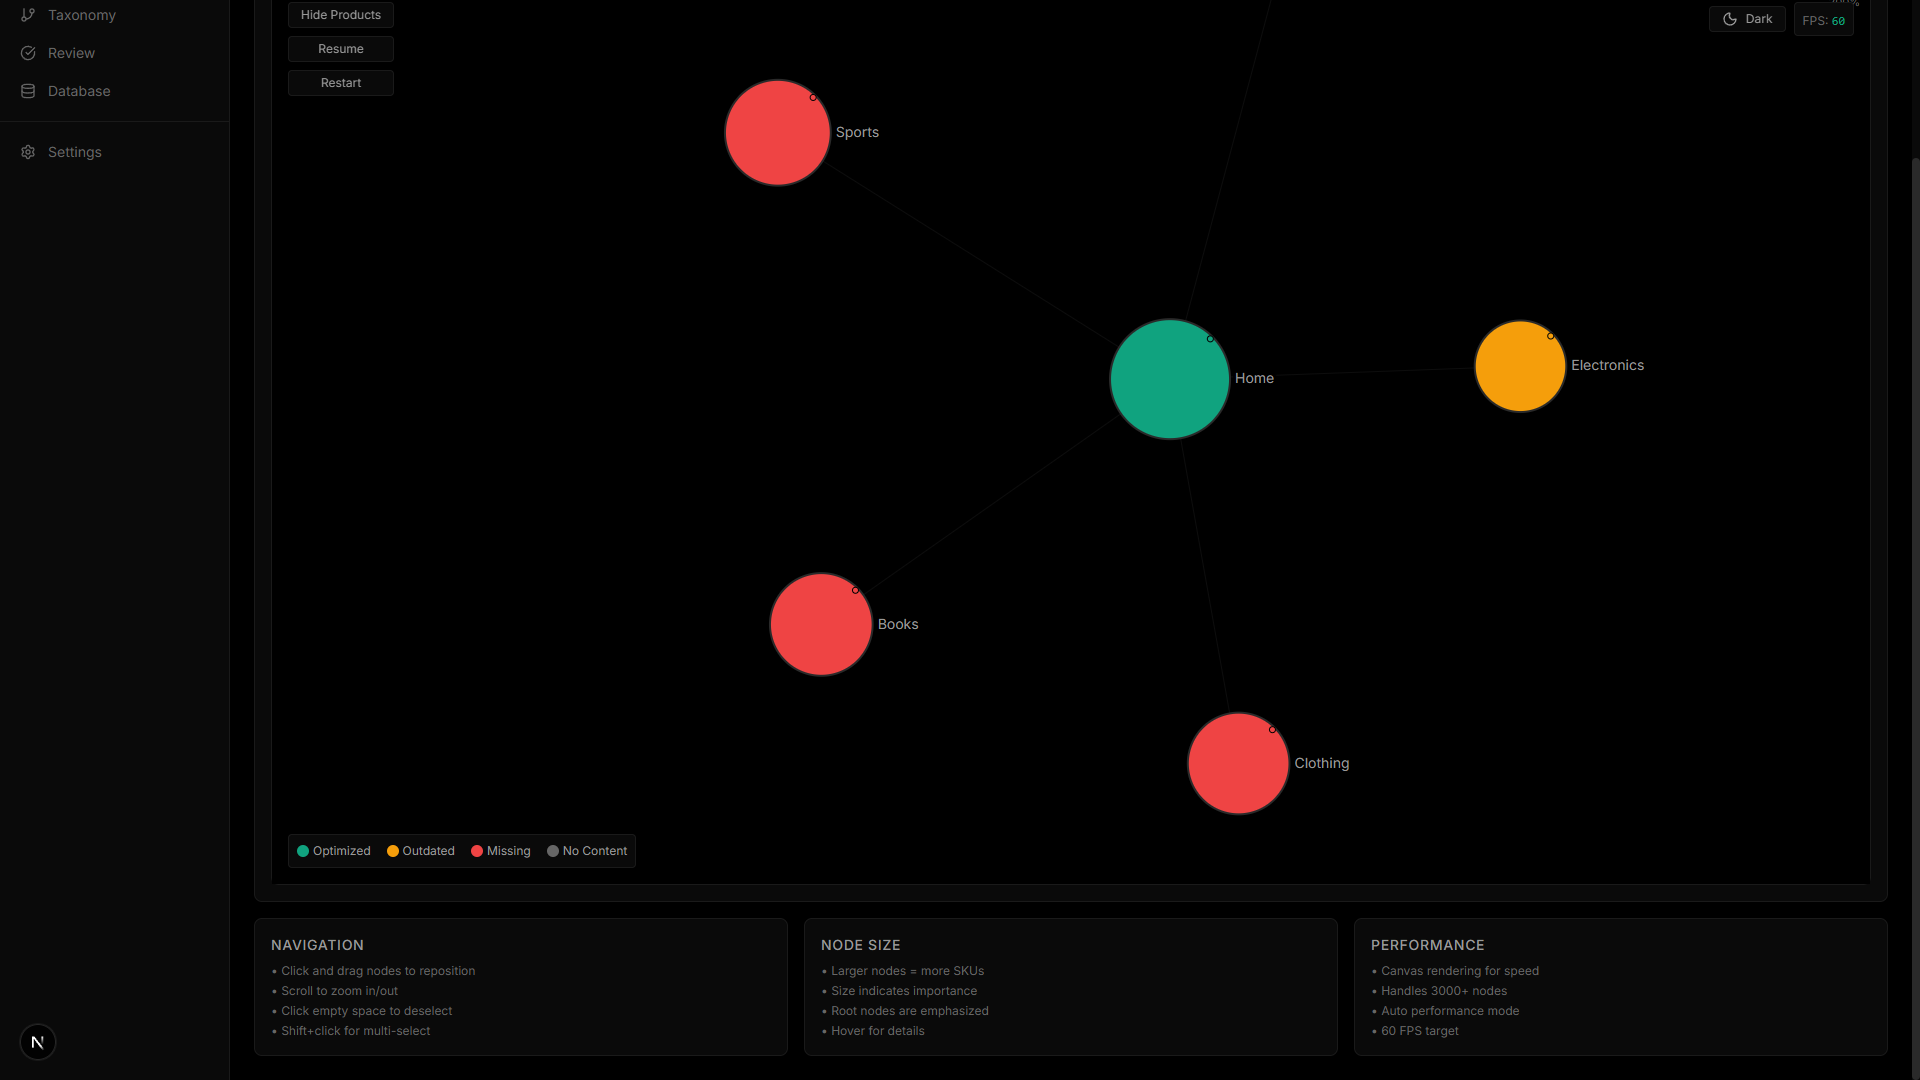 Taxonomy
Review
Database
Settings
Hide Products
Resume
Restart
Dark
FPS: 60
Sports
Home
Electronics
Books
Clothing
Optimized
Outdated
Missing
No Content
NAVIGATION
• Click and drag nodes to reposition
• Scroll to zoom in/out
• Click empty space to deselect
• Shift+click for multi-select
NODE SIZE
• Larger nodes = more SKUs
• Size indicates importance
• Root nodes are emphasized
• Hover for details
PERFORMANCE
• Canvas rendering for speed
• Handles 3000+ nodes
• Auto performance mode
• 60 FPS target
N